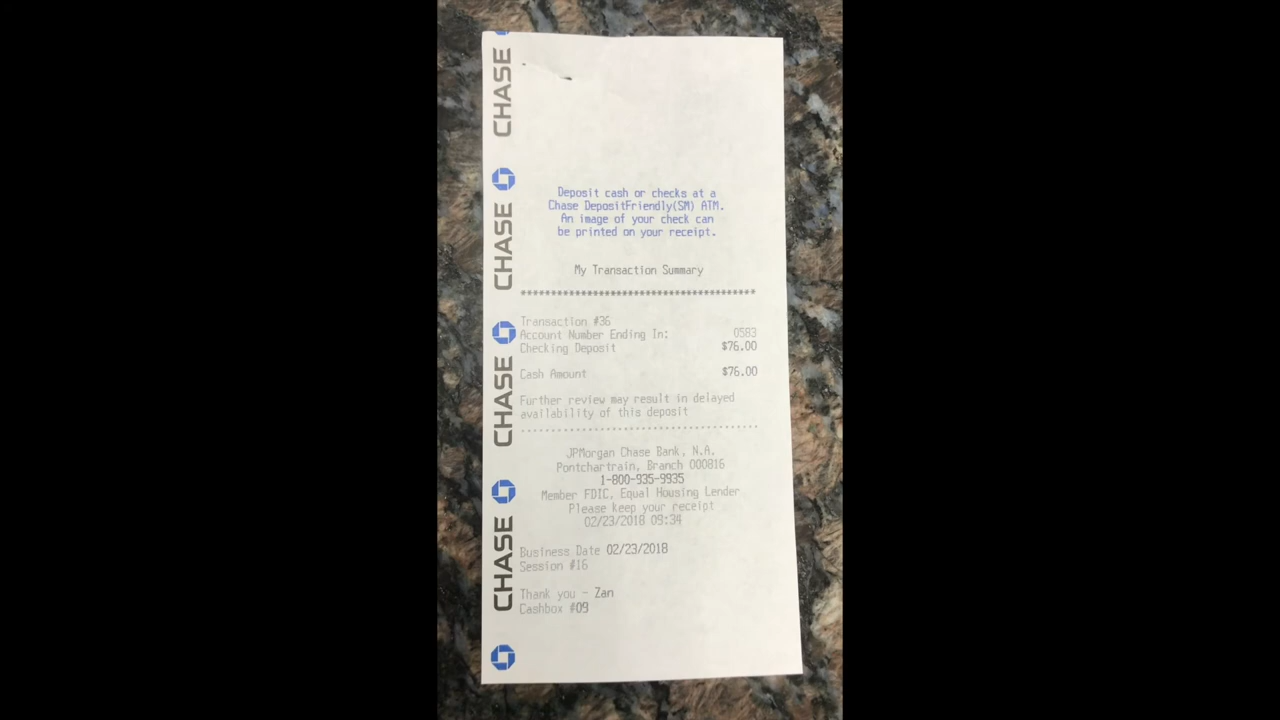 CHASE
CHASE
CHASE
CHASE
Deposit cash or checks at a
Chase DepositFriendly(SM) ATM.
An image of your check can
be printed on your receipt.
My Transaction Summary
**************************************
Transaction #36
Account Number Ending In: 0583
Checking Deposit $76.00
Cash Amount $76.00
Further review may result in delayed
availability of this deposit
JPMorgan Chase Bank, N.A.
Pontchartrain, Branch 000816
1-800-935-9935
Member FDIC, Equal Housing Lender
Please keep your receipt
02/23/2018 09:34
Business Date 02/23/2018
Session #16
Thank you - Zan
Cashbox #09